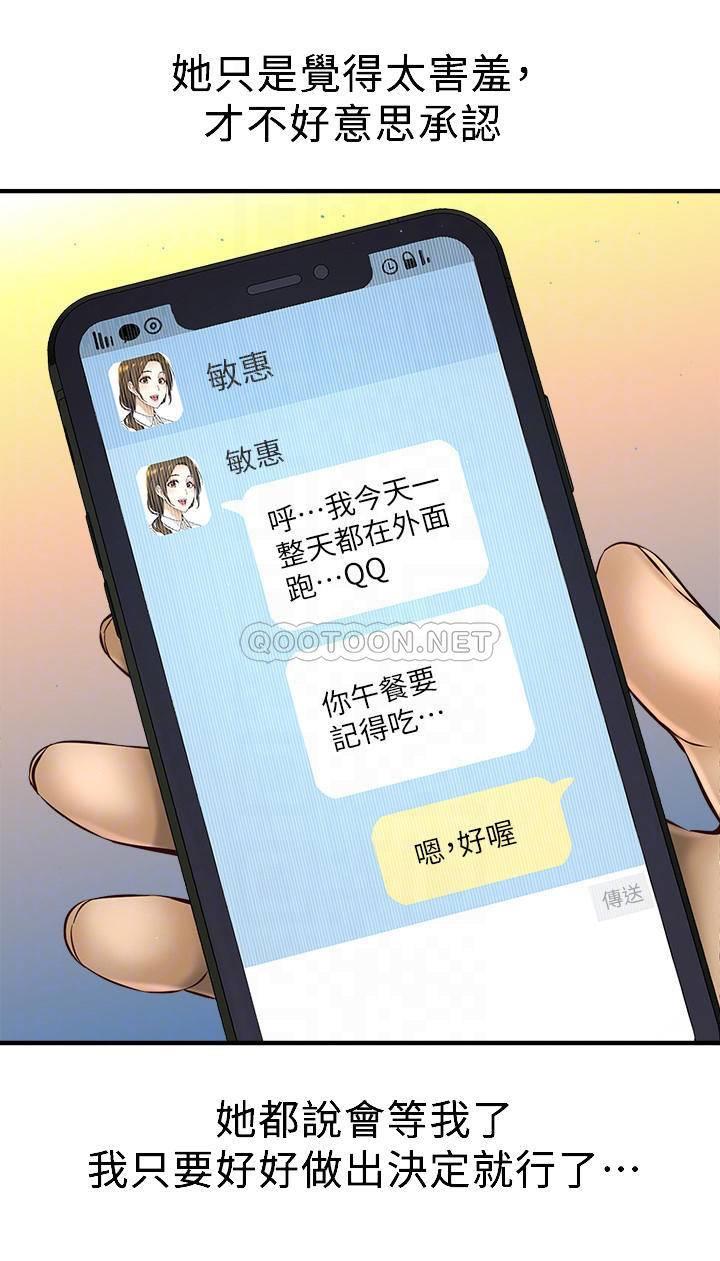 她只是覺得太害羞，
才不好意思承認
敏惠
敏惠
呼…我今天一
整天都在外面
跑…QQ
QOOTOON.NET
你午餐要
記得吃…
嗯，好喔
傳送
她都說會等我了
我只要好好做出決定就行了…